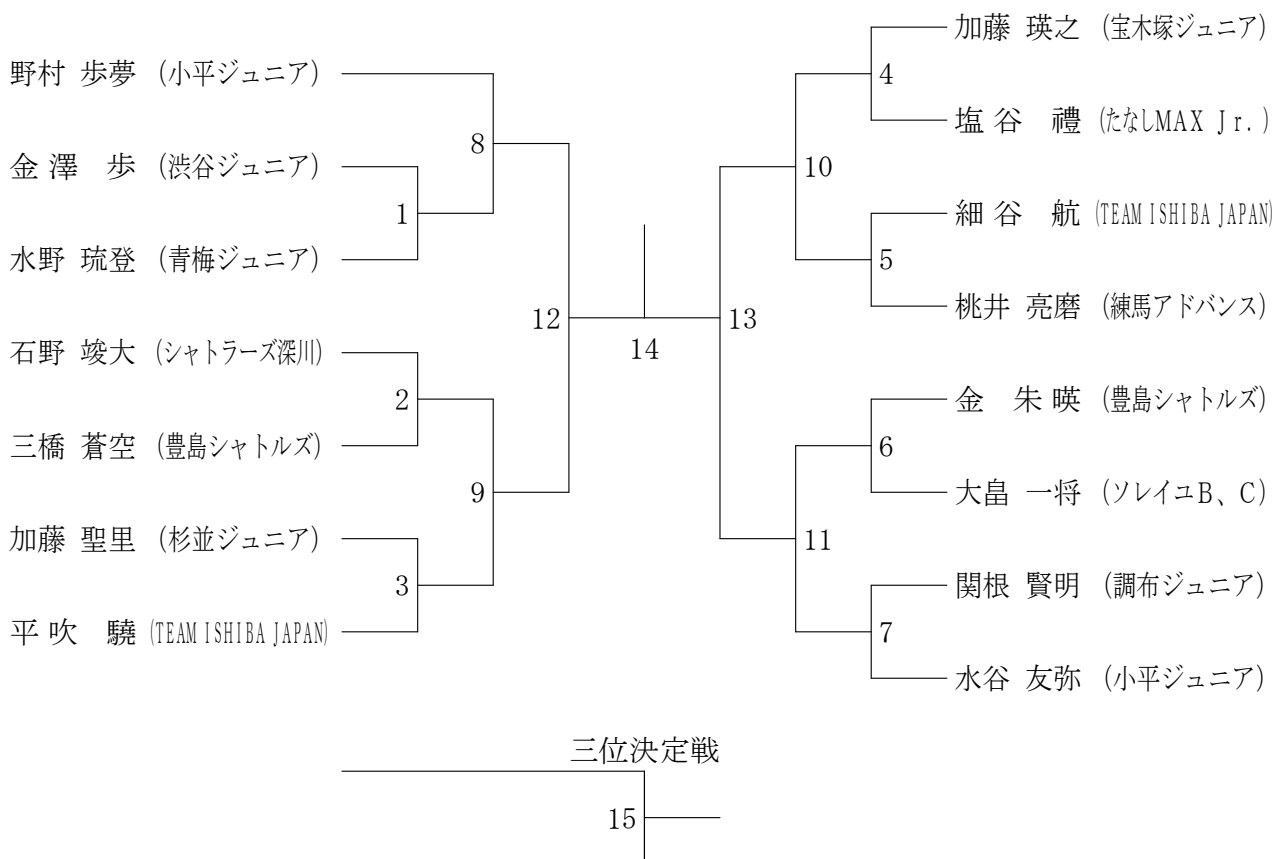 野村 歩夢 (小平ジュニア)
金 澤 歩 (渋谷ジュニア)
水野 琉登 (青梅ジュニア)
石野 竣大 (シャトラーズ深川)
三橋 蒼空 (豊島シャトルズ)
加藤 聖里 (杉並ジュニア)
平 吹 驍 (TEAM ISHIBA JAPAN)
1
2
3
8
9
12
14
13
10
11
4
5
6
7
加藤 瑛之 (宝木塚ジュニア)
塩 谷 禮 (たなしMAX Jr.)
細 谷 航 (TEAM ISHIBA JAPAN)
桃井 亮磨 (練馬アドバンス)
金 朱 暎 (豊島シャトルズ)
大畠 一将 (ソレイユB、C)
関根 賢明 (調布ジュニア)
水谷 友弥 (小平ジュニア)
三位決定戦
15